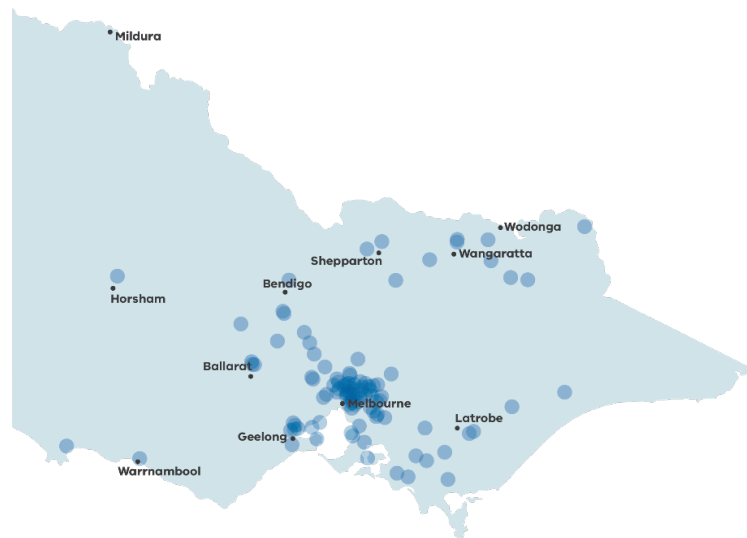 Mildura
Wodonga
Shepparton
Wangaratta
Bendigo
Horsham
Ballarat
Melbourne
Latrobe
Geelong
Warrnambool